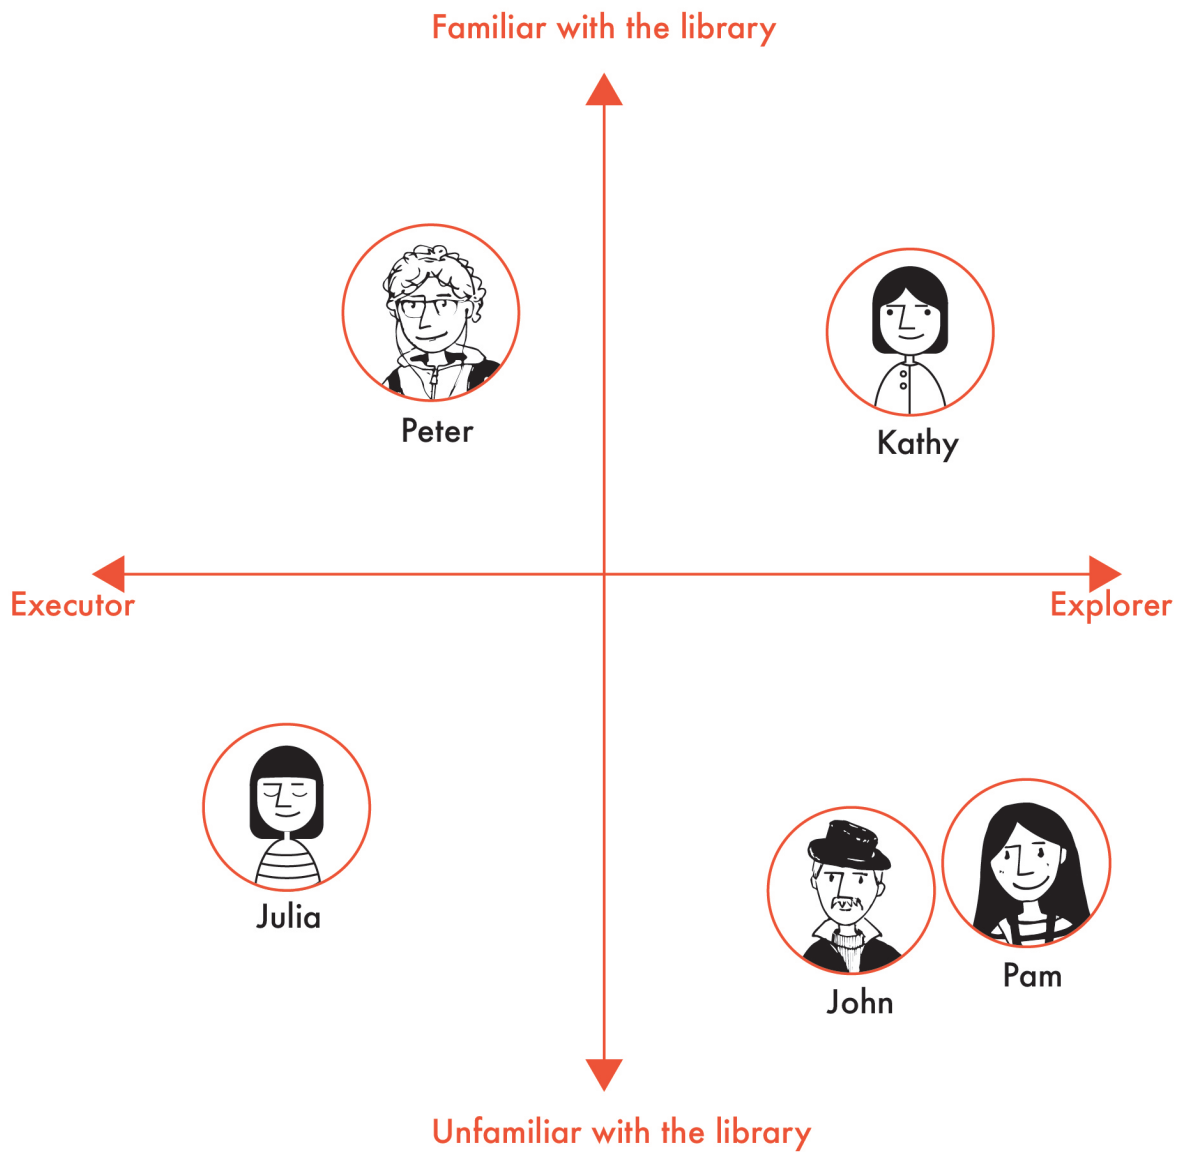 Familiar with the library
Peter
Kathy
Executor
Explorer
Julia
Pam
John
Unfamiliar with the library